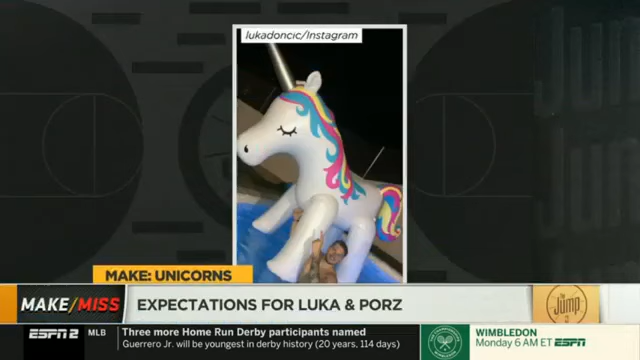 lukadoncic/Instagram
MAKE: UNICORNS
MAKE/MISS
EXPECTATIONS FOR LUKA & PORZ
The Jump
ESPN2
MLB
Three more Home Run Derby participants named
Guerrero Jr. will be youngest in derby history (20 years, 114 days)
WIMBLEDON
Monday 6 AM ET ESPN